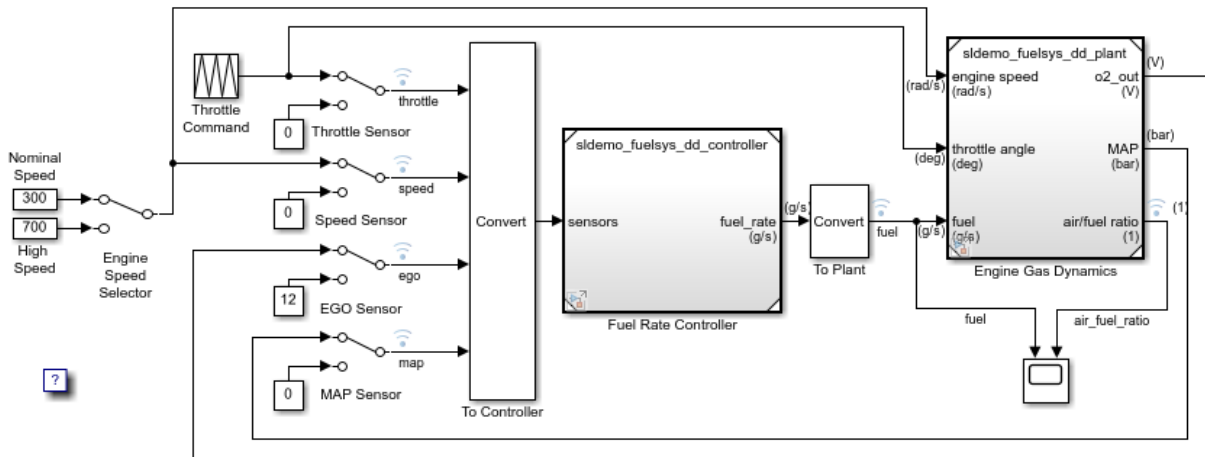 sldemo_fuelsys_dd_plant
(V)
engine speed
(rad/s)
(rad/s)
o2_out
(V)
throttle
Throttle
Command
0
Throttle Sensor
sldemo_fuelsys_dd_controller
throttle angle
(deg)
(deg)
MAP
(bar)
(bar)
Nominal
Speed
300
700
High
Speed
Engine
Speed
Selector
speed
0
Speed Sensor
Convert
sensors
fuel_rate
(g/s)
(g/s)
Convert
fuel
To Plant
(g/s)
fuel
(g/s)
air/fuel ratio
(1)
(1)
Engine Gas Dynamics
ego
12
EGO Sensor
Fuel Rate Controller
fuel
air_fuel_ratio
map
0
MAP Sensor
To Controller
?